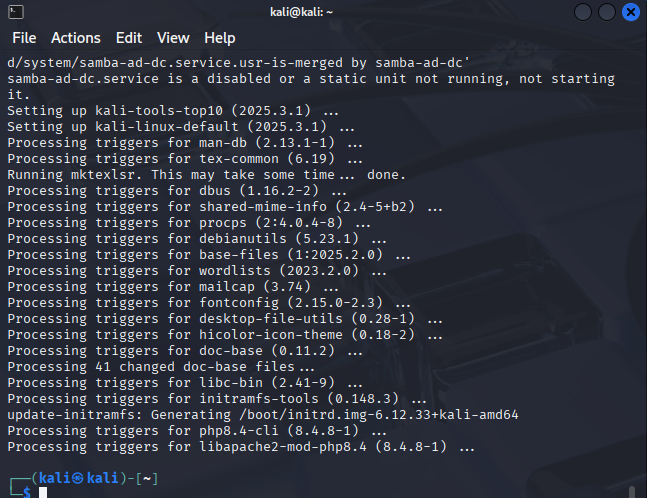 kali@kali: ~
File Actions Edit View Help
d/system/samba-ad-dc.service.usr-is-merged by samba-ad-dc'
samba-ad-dc.service is a disabled or a static unit not running, not starting
it.
Setting up kali-tools-top10 (2025.3.1) ...
Setting up kali-linux-default (2025.3.1) ...
Processing triggers for man-db (2.13.1-1) ...
Processing triggers for tex-common (6.19) ...
Running mktexlsr. This may take some time... done.
Processing triggers for dbus (1.16.2-2) ...
Processing triggers for shared-mime-info (2.4-5+b2) ...
Processing triggers for procps (2:4.0.4-8) ...
Processing triggers for debianutils (5.23.1) ...
Processing triggers for base-files (1:2025.2.0) ...
Processing triggers for wordlists (2023.2.0) ...
Processing triggers for mailcap (3.74) ...
Processing triggers for fontconfig (2.15.0-2.3) ...
Processing triggers for desktop-file-utils (0.28-1) ...
Processing triggers for hicolor-icon-theme (0.18-2) ...
Processing triggers for doc-base (0.11.2) ...
Processing 41 changed doc-base files...
Processing triggers for libc-bin (2.41-9) ...
Processing triggers for initramfs-tools (0.148.3) ...
update-initramfs: Generating /boot/initrd.img-6.12.33+kali-amd64
Processing triggers for php8.4-cli (8.4.8-1) ...
Processing triggers for libapache2-mod-php8.4 (8.4.8-1) ...
┌──(kali㉿kali)-[~]
└─$